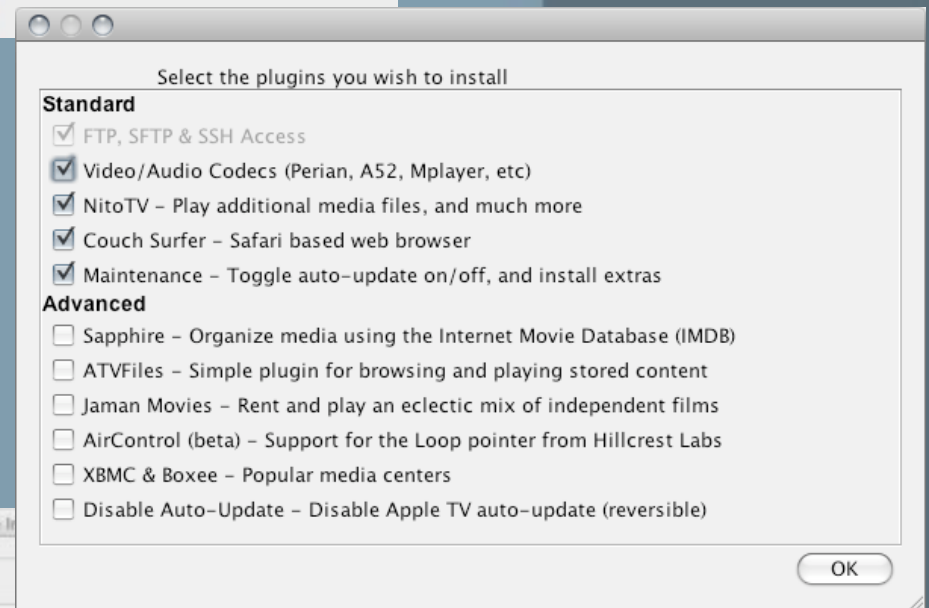 Select the plugins you wish to install
Standard
FTP, SFTP & SSH Access
Video/Audio Codecs (Perian, A52, Mplayer, etc)
NitoTV – Play additional media files, and much more
Couch Surfer – Safari based web browser
Maintenance – Toggle auto-update on/off, and install extras
Advanced
Sapphire – Organize media using the Internet Movie Database (IMDB)
ATVFiles – Simple plugin for browsing and playing stored content
Jaman Movies – Rent and play an eclectic mix of independent films
AirControl (beta) – Support for the Loop pointer from Hillcrest Labs
XBMC & Boxee – Popular media centers
Disable Auto-Update – Disable Apple TV auto-update (reversible)
OK